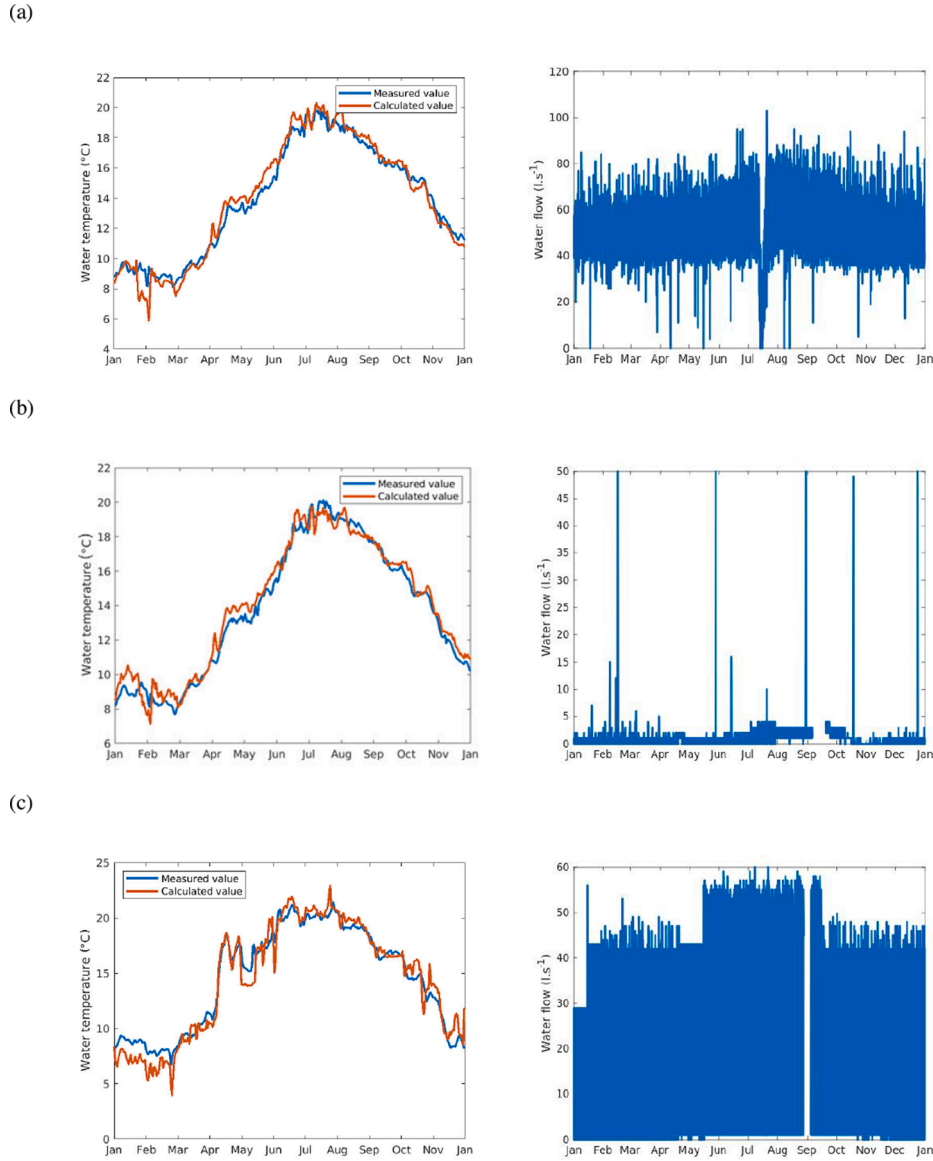 (a)
22
20
18
16
14
12
10
8
6
4
Water temperature (°C)
Measured value
Calculated value
Jan Feb Mar Apr May Jun Jul Aug Sep Oct Nov Jan
120
100
80
60
40
20
0
Water flow (l.s-1)
Jan Feb Mar Apr May Jun Jul Aug Sep Oct Nov Dec Jan
(b)
22
20
18
16
14
12
10
8
6
Water temperature (°C)
Measured value
Calculated value
Jan Feb Mar Apr May Jun Jul Aug Sep Oct Nov Jan
50
45
40
35
30
25
20
15
10
5
0
Water flow (l.s-1)
Jan Feb Mar Apr May Jun Jul Aug Sep Oct Nov Jan
(c)
25
20
15
10
5
0
Water temperature (°C)
Measured value
Calculated value
Jan Feb Mar Apr May Jun Jul Aug Sep Oct Nov Jan
60
50
40
30
20
10
0
Water flow (l.s-1)
Jan Feb Mar Apr May Jun Jul Aug Sep Oct Nov Jan